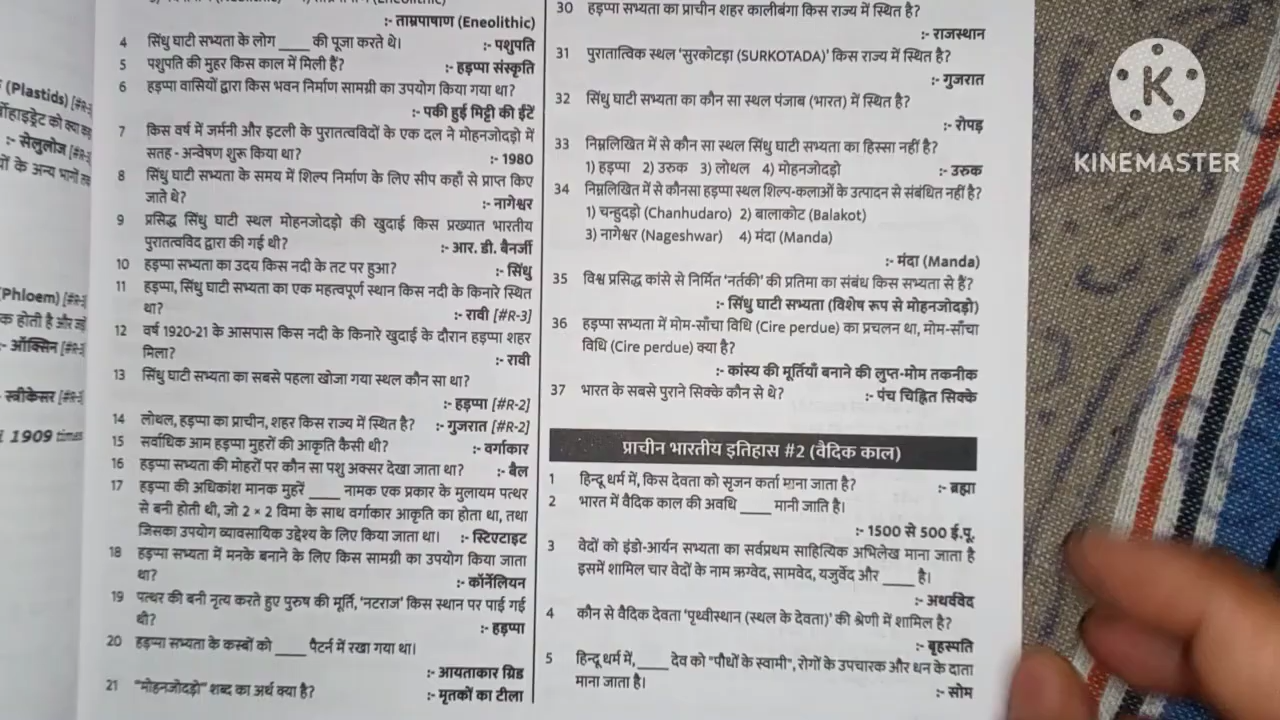 (Plastids) [#R-
:- सेलुलोज [#R-
Phloem) [#R-
:- ऑक्सिन [#R-
स्त्रीकेसर [#R-
1909 times
:- ताम्रपाषाण (Eneolithic)
4 सिंधु घाटी सभ्यता के लोग ____ की पूजा करते थे। :- पशुपति
5 पशुपति की मुहर किस काल में मिली हैं? :- हड़प्पा संस्कृति
6 हड़प्पा वासियों द्वारा किस भवन निर्माण सामग्री का उपयोग किया गया था?
:- पकी हुई मिट्टी की ईंटें
7 किस वर्ष में जर्मनी और इटली के पुरातत्वविदों के एक दल ने मोहनजोदड़ो में
सतह - अन्वेषण शुरू किया था? :- 1980
8 सिंधु घाटी सभ्यता के समय में शिल्प निर्माण के लिए सीप कहाँ से प्राप्त किए
जाते थे? :- नागेश्वर
9 प्रसिद्ध सिंधु घाटी स्थल मोहनजोदड़ो की खुदाई किस प्रख्यात भारतीय
पुरातत्वविद द्वारा की गई थी? :- आर. डी. बैनर्जी
10 हड़प्पा सभ्यता का उदय किस नदी के तट पर हुआ? :- सिंधु
11 हड़प्पा, सिंधु घाटी सभ्यता का एक महत्वपूर्ण स्थान किस नदी के किनारे स्थित
था? :- रावी [#R-3]
12 वर्ष 1920-21 के आसपास किस नदी के किनारे खुदाई के दौरान हड़प्पा शहर
मिला? :- रावी
13 सिंधु घाटी सभ्यता का सबसे पहला खोजा गया स्थल कौन सा था?
:- हड़प्पा [#R-2]
14 लोथल, हड़प्पा का प्राचीन, शहर किस राज्य में स्थित है? :- गुजरात [#R-2]
15 सर्वाधिक आम हड़प्पा मुहरों की आकृति कैसी थी? :- वर्गाकार
16 हड़प्पा सभ्यता की मोहरों पर कौन सा पशु अक्सर देखा जाता था? :- बैल
17 हड़प्पा की अधिकांश मानक मुहरें ____ नामक एक प्रकार के मुलायम पत्थर
से बनी होती थी, जो 2 × 2 विमा के साथ वर्गाकार आकृति का होता था, तथा
जिसका उपयोग व्यावसायिक उद्देश्य के लिए किया जाता था। :- स्टिएटाइट
18 हड़प्पा सभ्यता में मनके बनाने के लिए किस सामग्री का उपयोग किया जाता
था? :- कॉर्नेलियन
19 पत्थर की बनी नृत्य करते हुए पुरुष की मूर्ति, 'नटराज' किस स्थान पर पाई गई
थी? :- हड़प्पा
20 हड़प्पा सभ्यता के कस्बों को ____ पैटर्न में रखा गया था।
:- आयताकार ग्रिड
21 "मोहनजोदड़ो" शब्द का अर्थ क्या है? :- मृतकों का टीला
30 हड़प्पा सभ्यता का प्राचीन शहर कालीबंगा किस राज्य में स्थित है?
:- राजस्थान
31 पुरातात्विक स्थल 'सुरकोटड़ा (SURKOTADA)' किस राज्य में स्थित है?
:- गुजरात
32 सिंधु घाटी सभ्यता का कौन सा स्थल पंजाब (भारत) में स्थित है?
:- रोपड़
33 निम्नलिखित में से कौन सा स्थल सिंधु घाटी सभ्यता का हिस्सा नहीं है?
1) हड़प्पा 2) उरुक 3) लोथल 4) मोहनजोदड़ो :- उरुक
34 निम्नलिखित में से कौनसा हड़प्पा स्थल शिल्प-कलाओं के उत्पादन से संबंधित नहीं है?
1) चन्हुदड़ो (Chanhudaro) 2) बालाकोट (Balakot)
3) नागेश्वर (Nageshwar) 4) मंदा (Manda)
:- मंदा (Manda)
35 विश्व प्रसिद्ध कांसे से निर्मित 'नर्तकी' की प्रतिमा का संबंध किस सभ्यता से हैं?
:- सिंधु घाटी सभ्यता (विशेष रूप से मोहनजोदड़ो)
36 हड़प्पा सभ्यता में मोम-साँचा विधि (Cire perdue) का प्रचलन था, मोम-साँचा
विधि (Cire perdue) क्या है?
:- कांस्य की मूर्तियाँ बनाने की लुप्त-मोम तकनीक
37 भारत के सबसे पुराने सिक्के कौन से थे? :- पंच चिह्नित सिक्के
प्राचीन भारतीय इतिहास #2 (वैदिक काल)
1 हिन्दू धर्म में, किस देवता को सृजन कर्ता माना जाता है? :- ब्रह्मा
2 भारत में वैदिक काल की अवधि ____ मानी जाति है।
:- 1500 से 500 ई.पू.
3 वेदों को इंडो-आर्यन सभ्यता का सर्वप्रथम साहित्यिक अभिलेख माना जाता है
इसमें शामिल चार वेदों के नाम ऋग्वेद, सामवेद, यजुर्वेद और ____ है।
:- अथर्ववेद
4 कौन से वैदिक देवता 'पृथ्वीस्थान (स्थल के देवता)' की श्रेणी में शामिल है?
:- बृहस्पति
5 हिन्दू धर्म में, ____ देव को "पौधों के स्वामी", रोगों के उपचारक और धन के दाता
माना जाता है। :- सोम
KINEMASTER